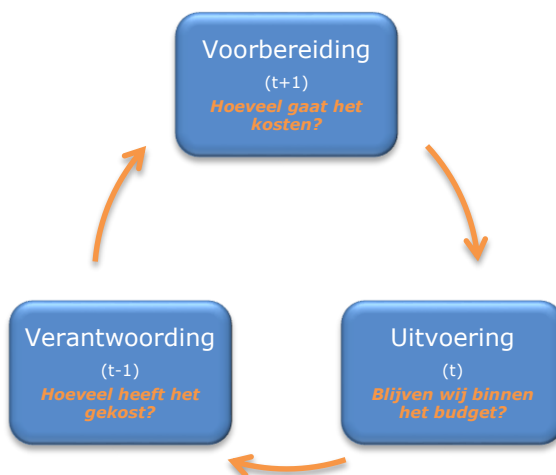 Voorbereiding
(t+1)
Hoeveel gaat het
kosten?
Verantwoording
(t-1)
Hoeveel heeft het
gekost?
Uitvoering
(t)
Blijven wij binnen
het budget?